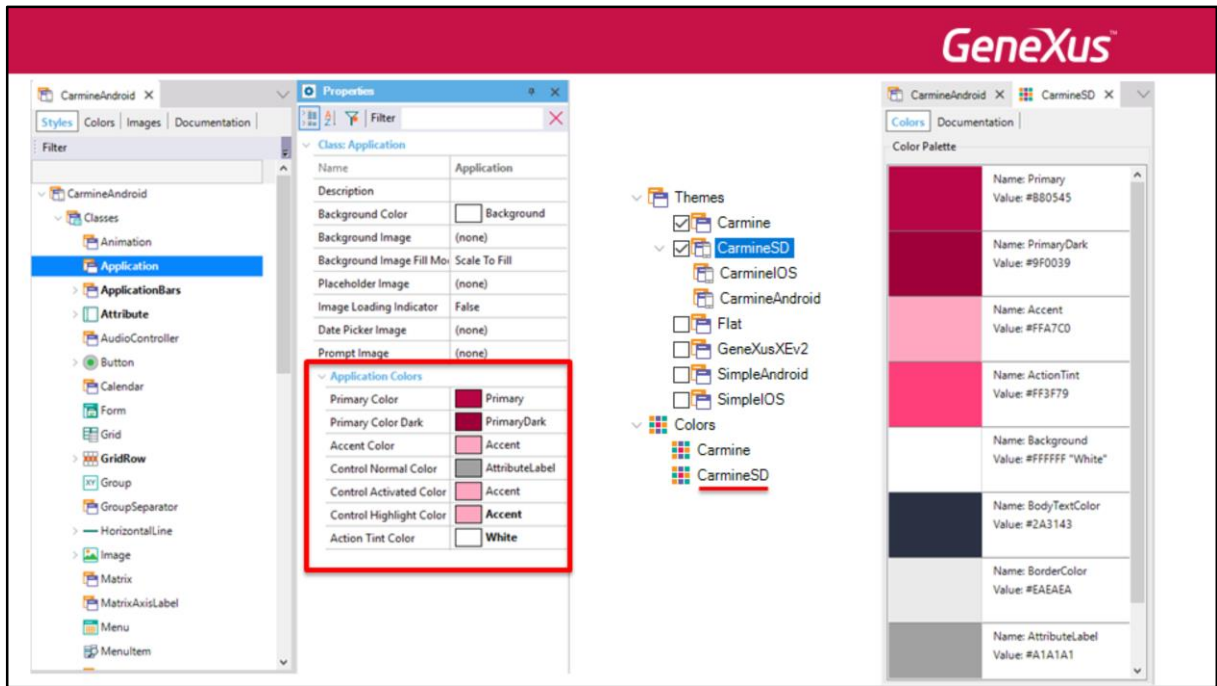 GeneXus™
CarmineAndroid
Styles Colors Images Documentation
Filter
CarmineAndroid
Classes
Animation
Application
ApplicationBars
Attribute
AudioController
Button
Calendar
Form
Grid
GridRow
Group
GroupSeparator
HorizontalLine
Image
Matrix
MatrixAxisLabel
Menu
MenuItem
Properties
Filter
Class: Application
Name Application
Description
Background Color Background
Background Image (none)
Background Image Fill Mo Scale To Fill
Placeholder Image (none)
Image Loading Indicator False
Date Picker Image (none)
Prompt Image (none)
Application Colors
Primary Color Primary
Primary Color Dark PrimaryDark
Accent Color Accent
Control Normal Color AttributeLabel
Control Activated Color Accent
Control Highlight Color Accent
Action Tint Color White
Themes
Carmine
CarmineSD
CarmineIOS
CarmineAndroid
Flat
GeneXusXEv2
SimpleAndroid
SimpleIOS
Colors
Carmine
CarmineSD
CarmineAndroid CarmineSD
Colors Documentation
Color Palette
Name: Primary
Value: #B80545
Name: PrimaryDark
Value: #9F0039
Name: Accent
Value: #FFA7C0
Name: ActionTint
Value: #FF3F79
Name: Background
Value: #FFFFFF "White"
Name: BodyTextColor
Value: #2A3143
Name: BorderColor
Value: #EAEAEA
Name: AttributeLabel
Value: #A1A1A1